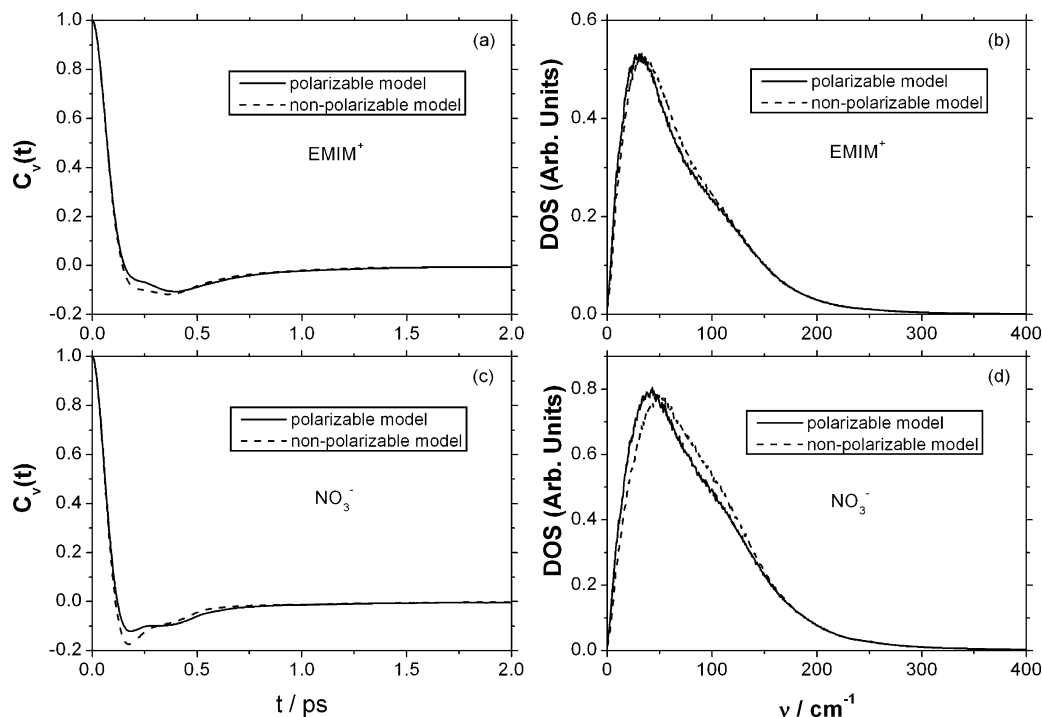 (a)
C_v(t)
1.0
0.8
0.6
0.4
0.2
0.0
-0.2
polarizable model
non-polarizable model
EMIM⁺
0.0 0.5 1.0 1.5 2.0
(b)
DOS (Arb. Units)
0.6
0.4
0.2
0.0
polarizable model
non-polarizable model
EMIM⁺
0 100 200 300 400
(c)
C_v(t)
1.0
0.8
0.6
0.4
0.2
0.0
-0.2
polarizable model
non-polarizable model
NO₃⁻
0.0 0.5 1.0 1.5 2.0
t / ps
(d)
DOS (Arb. Units)
0.8
0.6
0.4
0.2
0.0
polarizable model
non-polarizable model
NO₃⁻
0 100 200 300 400
ν / cm⁻¹